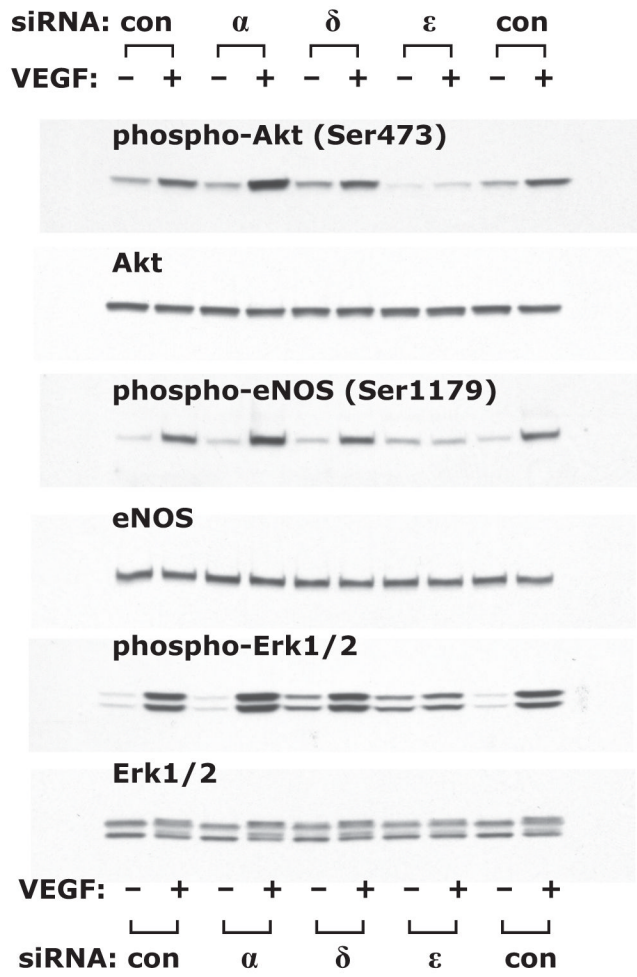 siRNA: con α δ ε con
VEGF: – + – + – + – + – +
phospho-Akt (Ser473)
Akt
phospho-eNOS (Ser1179)
eNOS
phospho-Erk1/2
Erk1/2
VEGF: – + – + – + – + – +
siRNA: con α δ ε con